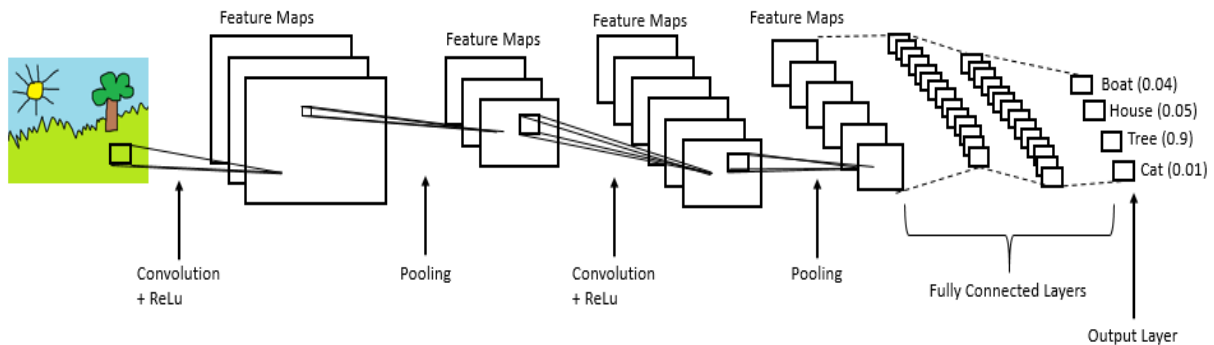 Feature Maps
Feature Maps
Feature Maps
Feature Maps
Boat (0.04)
House (0.05)
Tree (0.9)
Cat (0.01)
Convolution
+ ReLu
Pooling
Convolution
+ ReLu
Pooling
Fully Connected Layers
Output Layer